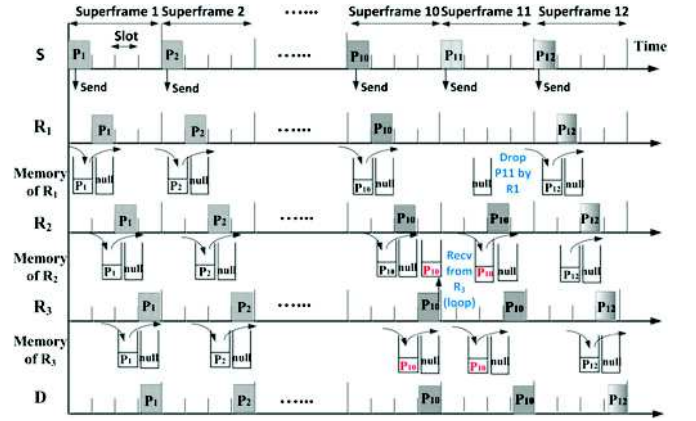 Superframe 1 Superframe 2 ...... Superframe 10 Superframe 11 Superframe 12
Slot
S P1 P2 ...... P10 P11 P12 Time
Send Send Send Send Send
R1 P1 P2 ...... P10 P12
Memory of R1 P1 null P2 null P10 null null Drop P11 by R1 P12 null
R2 P1 P2 ...... P10 P10 P12
Memory of R2 P1 null P2 null P10 null P10 Recv from R3 (loop) P10 null P12 null
R3 P1 P2 ...... P10 P10 P12
Memory of R3 P1 null P2 null P10 null P10 null P12 null
D P1 P2 ...... P10 P10 P12